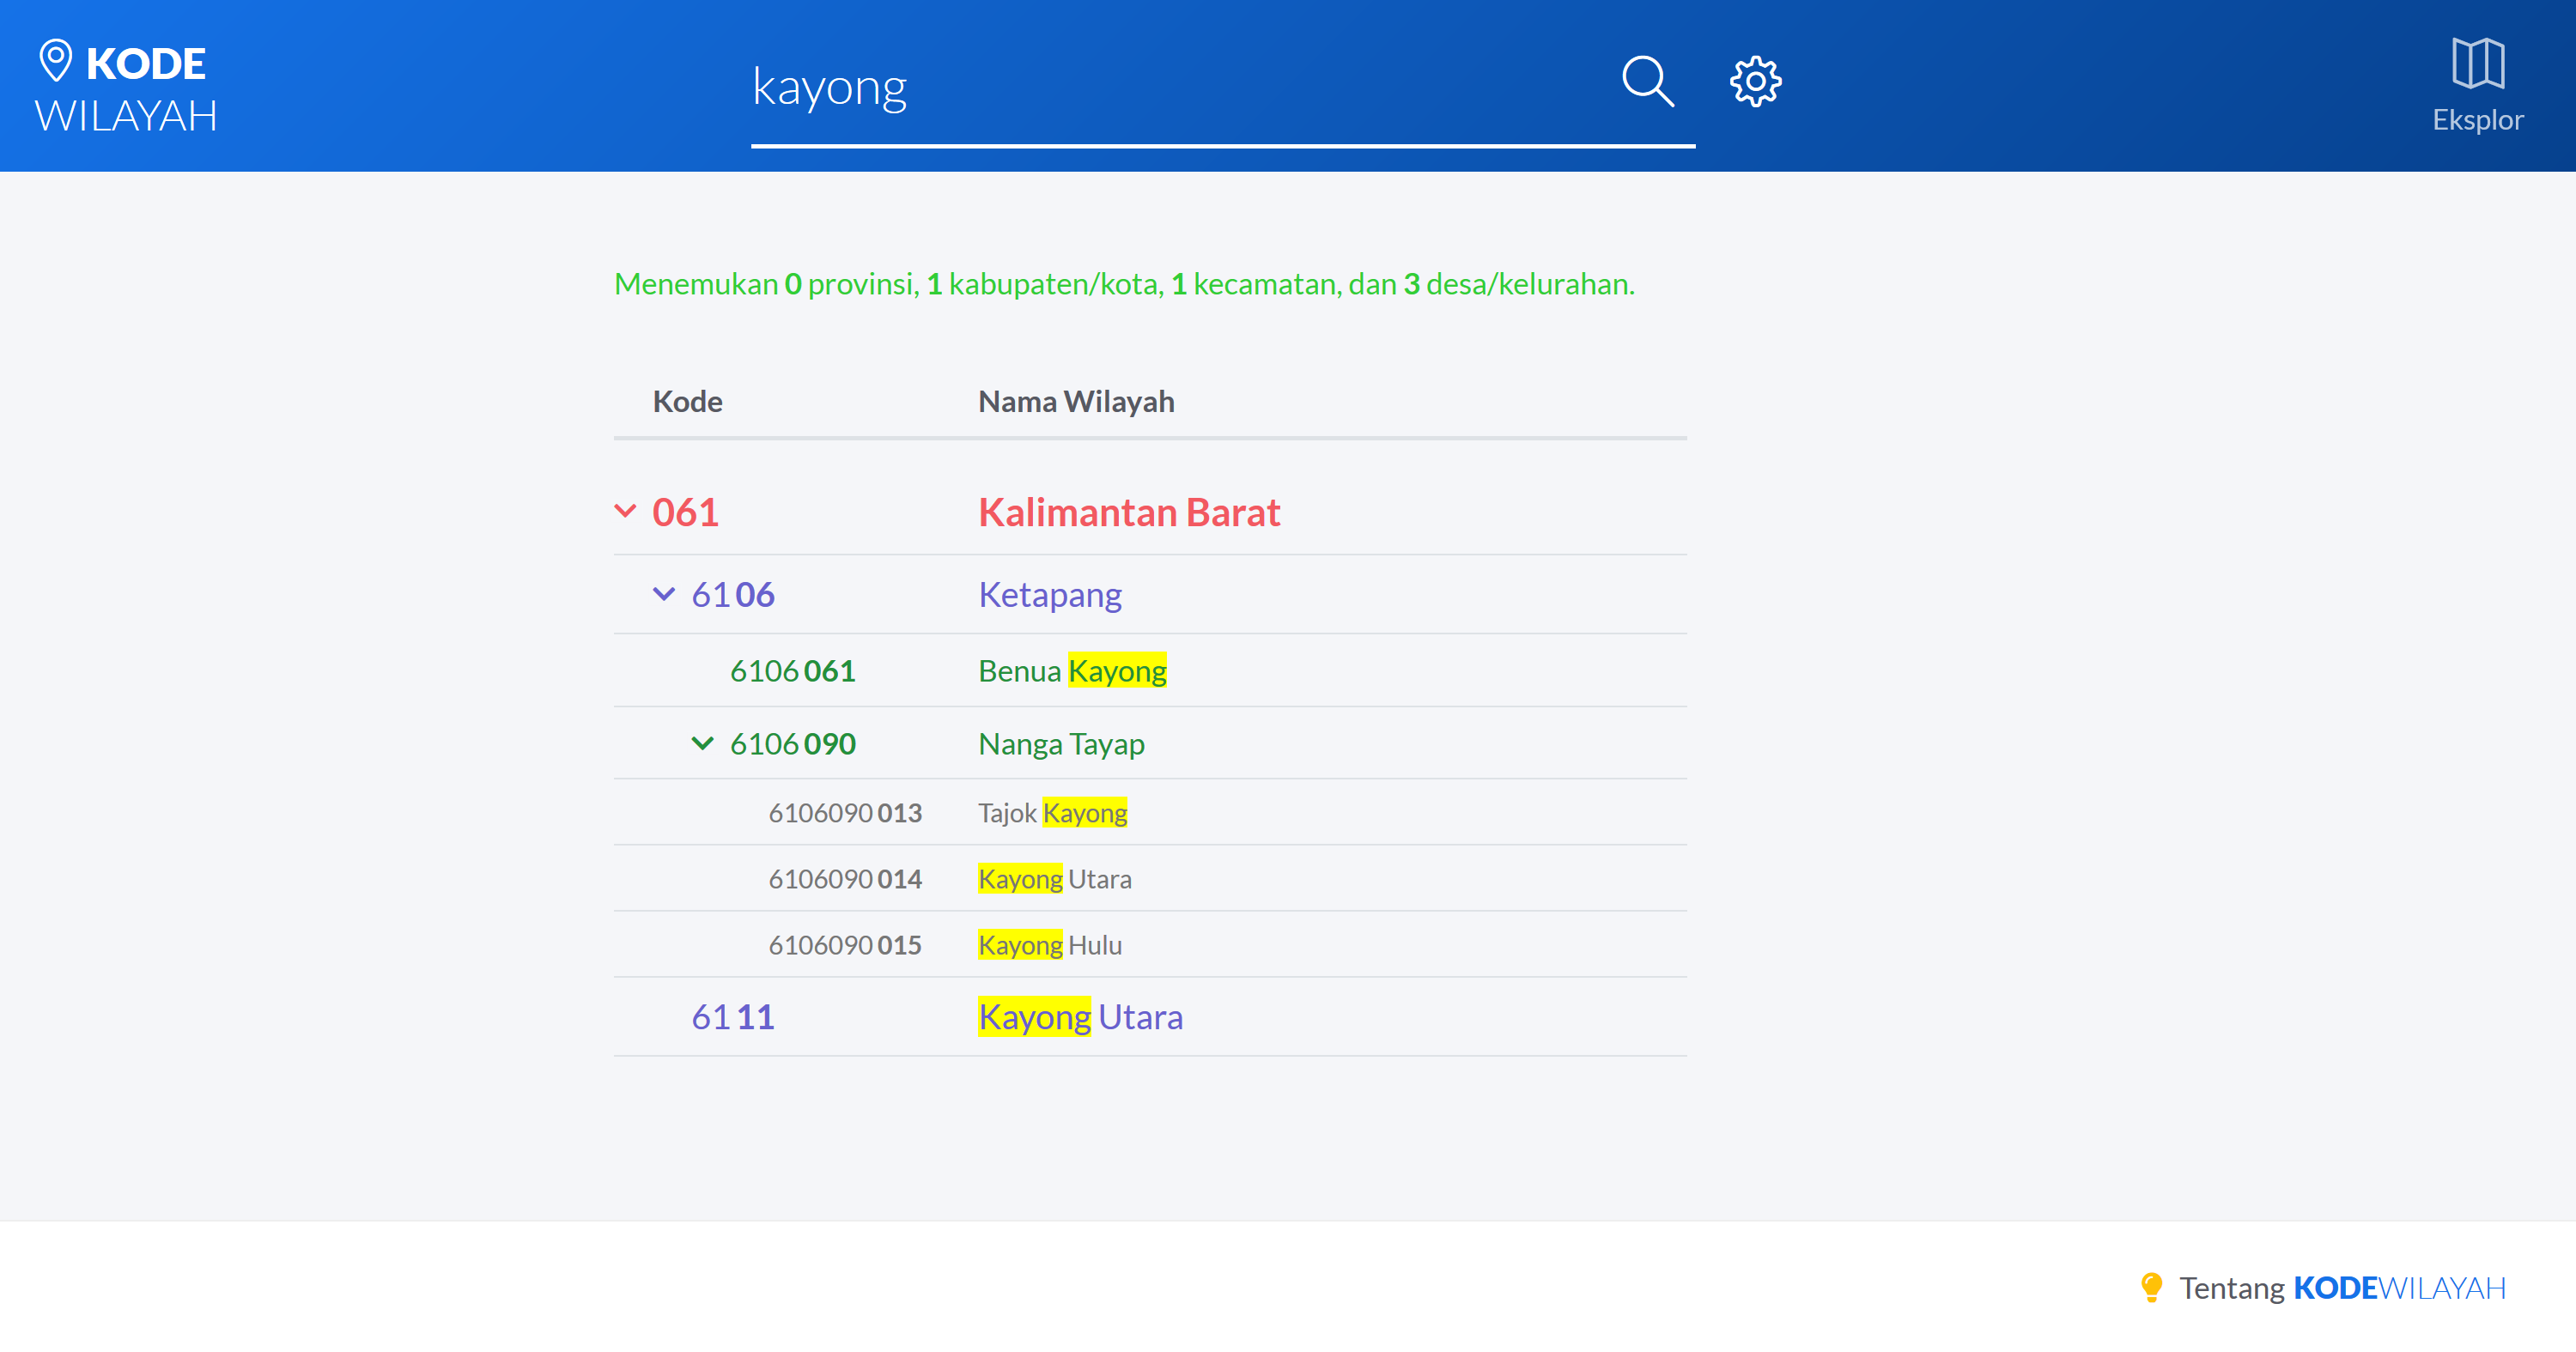 KODE
WILAYAH
kayong
Eksplor
Menemukan 0 provinsi, 1 kabupaten/kota, 1 kecamatan, dan 3 desa/kelurahan.
Kode Nama Wilayah
061 Kalimantan Barat
6106 Ketapang
6106061 Benua Kayong
6106090 Nanga Tayap
6106090013 Tajok Kayong
6106090014 Kayong Utara
6106090015 Kayong Hulu
6111 Kayong Utara
Tentang KODEWILAYAH